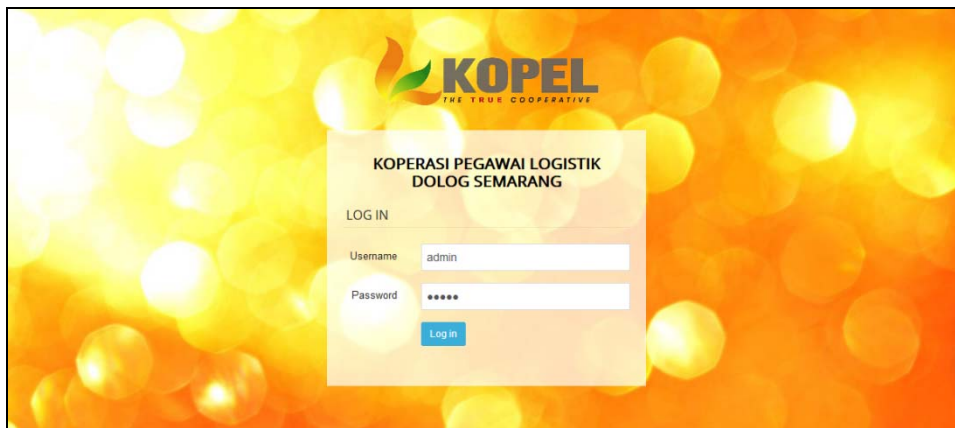 KOPEL
THE TRUE COOPERATIVE
KOPERASI PEGAWAI LOGISTIK
DOLOG SEMARANG
LOG IN
Username admin
Password •••••
Log in